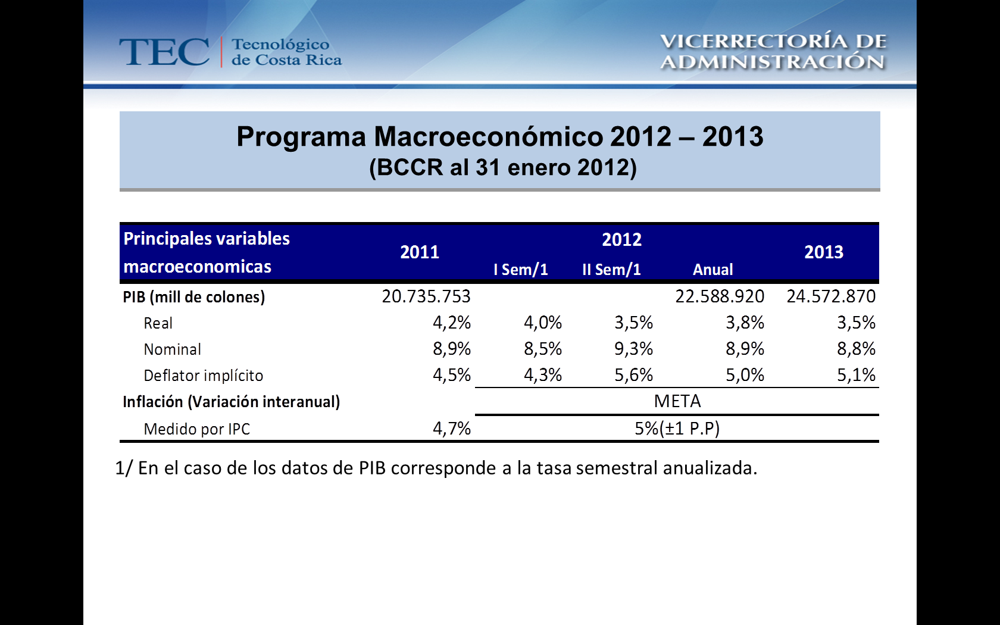 TEC Tecnológico
de Costa Rica
VICERRECTORÍA DE
ADMINISTRACIÓN
Programa Macroeconómico 2012 – 2013
(BCCR al 31 enero 2012)
Principales variables macroeconomicas 2011 2012 2013
I Sem/1 II Sem/1 Anual
PIB (mill de colones) 20.735.753 22.588.920 24.572.870
Real 4,2% 4,0% 3,5% 3,8% 3,5%
Nominal 8,9% 8,5% 9,3% 8,9% 8,8%
Deflator implícito 4,5% 4,3% 5,6% 5,0% 5,1%
Inflación (Variación interanual) META
Medido por IPC 4,7% 5%(±1 P.P)
1/ En el caso de los datos de PIB corresponde a la tasa semestral anualizada.